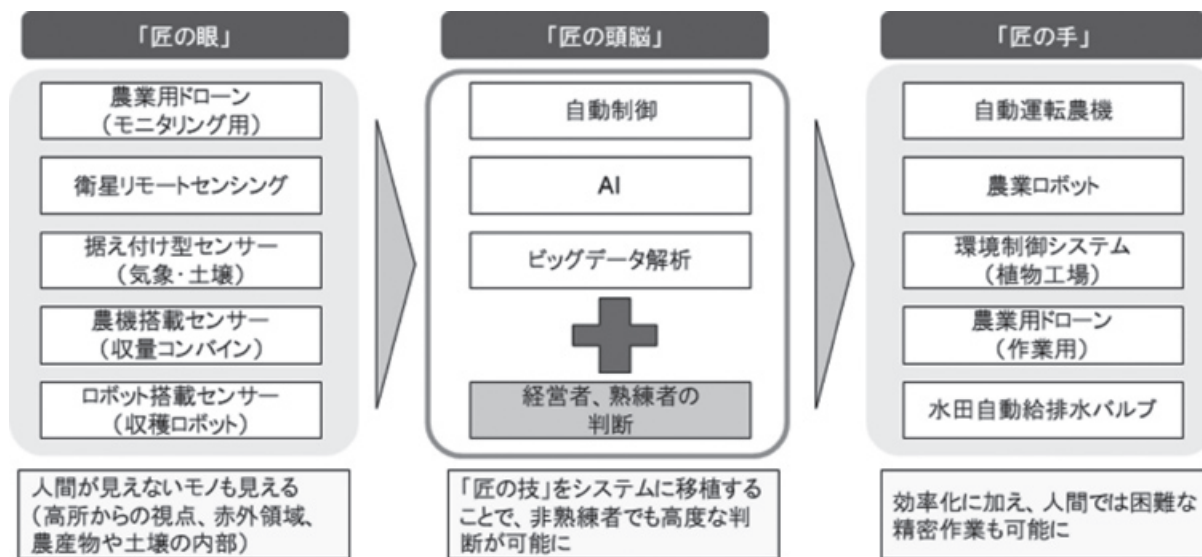 「匠の眼」
農業用ドローン
(モニタリング用)
衛星リモートセンシング
据え付け型センサー
(気象・土壌)
農機搭載センサー
(収量コンバイン)
ロボット搭載センサー
(収穫ロボット)
人間が見えないモノも見える
(高所からの視点、赤外領域、
農産物や土壌の内部)
「匠の頭脳」
自動制御
AI
ビッグデータ解析
経営者、熟練者の
判断
「匠の技」をシステムに移植する
ことで、非熟練者でも高度な判
断が可能に
「匠の手」
自動運転農機
農業ロボット
環境制御システム
(植物工場)
農業用ドローン
(作業用)
水田自動給排水バルブ
効率化に加え、人間では困難な
精密作業も可能に